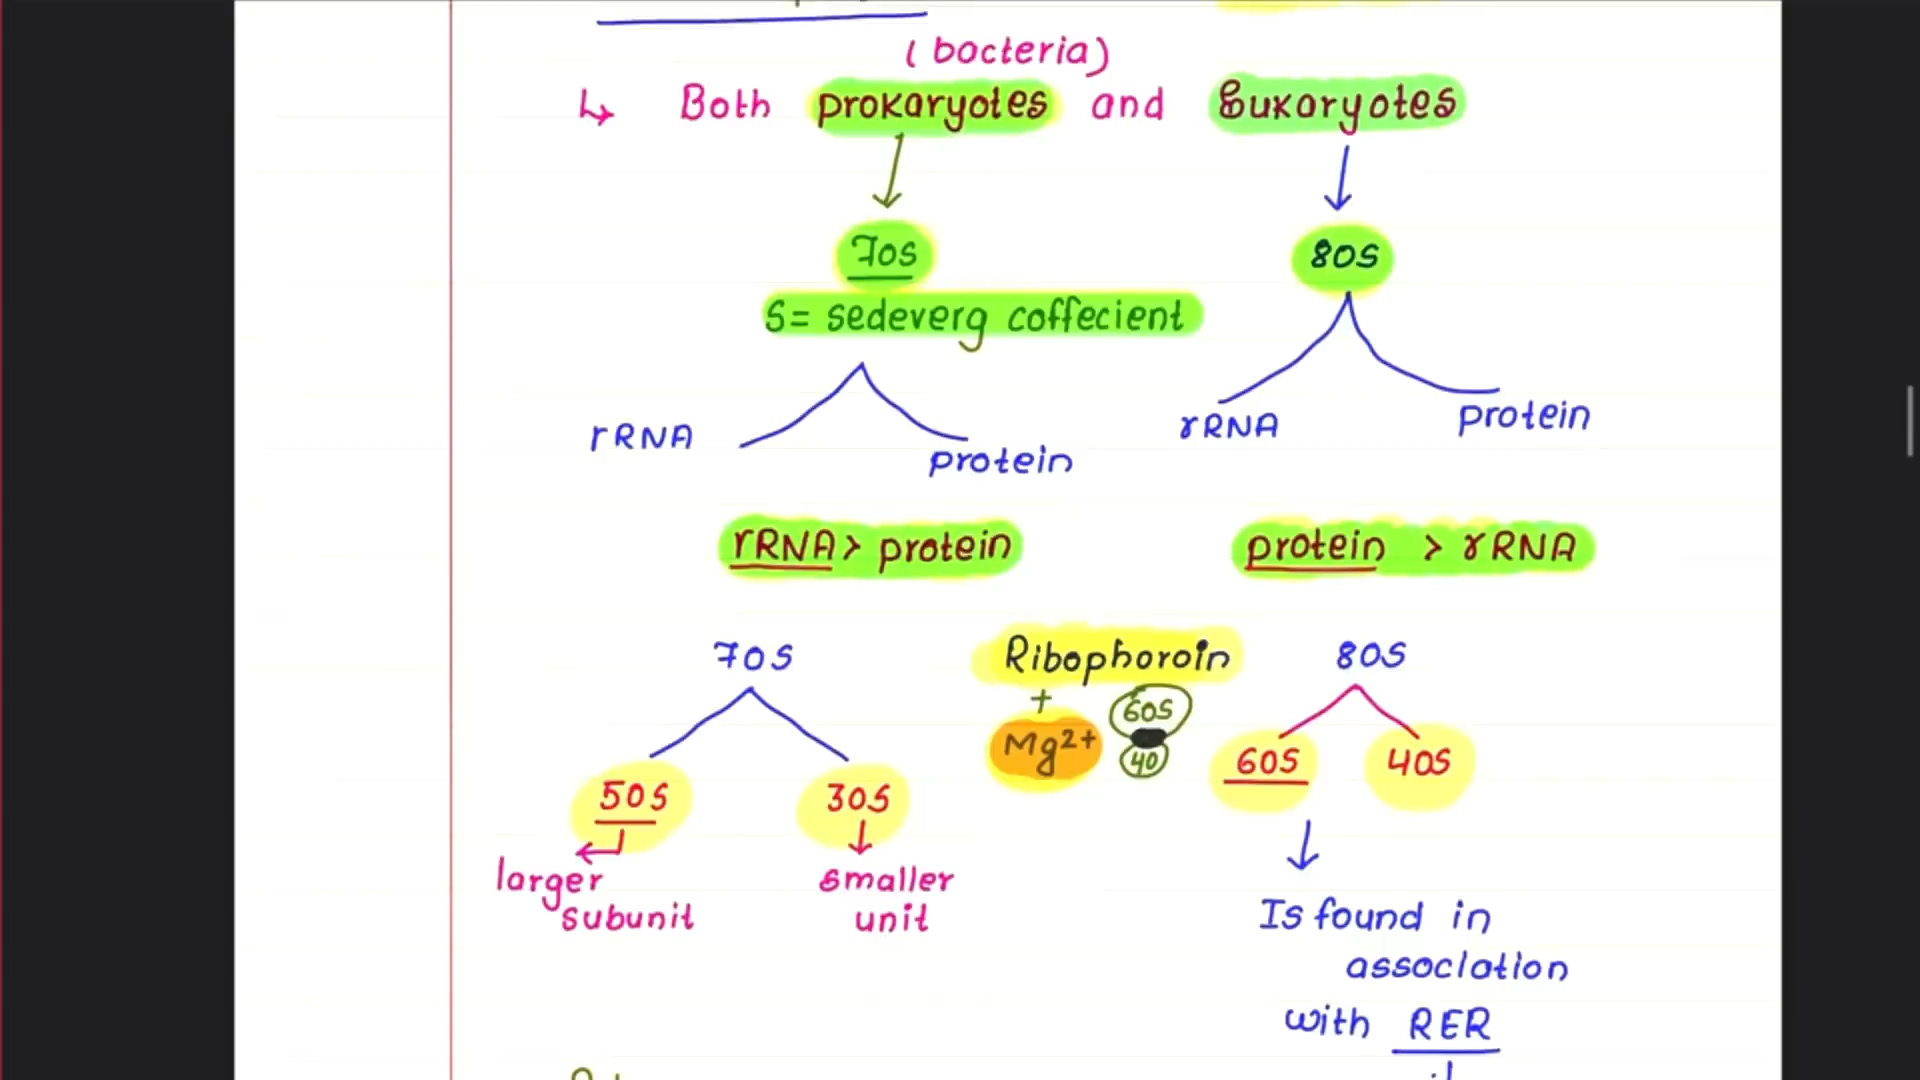 (bacteria)
↳ Both prokaryotes and Eukaryotes
70s 80S
S= sedeverg coffecient
rRNA protein rRNA protein
rRNA > protein protein > rRNA
70S Ribophoroin 80S
+ 60S
Mg2+ 40 60S 40S
50S 30S
larger smaller
subunit unit
Is found in
association
with RER